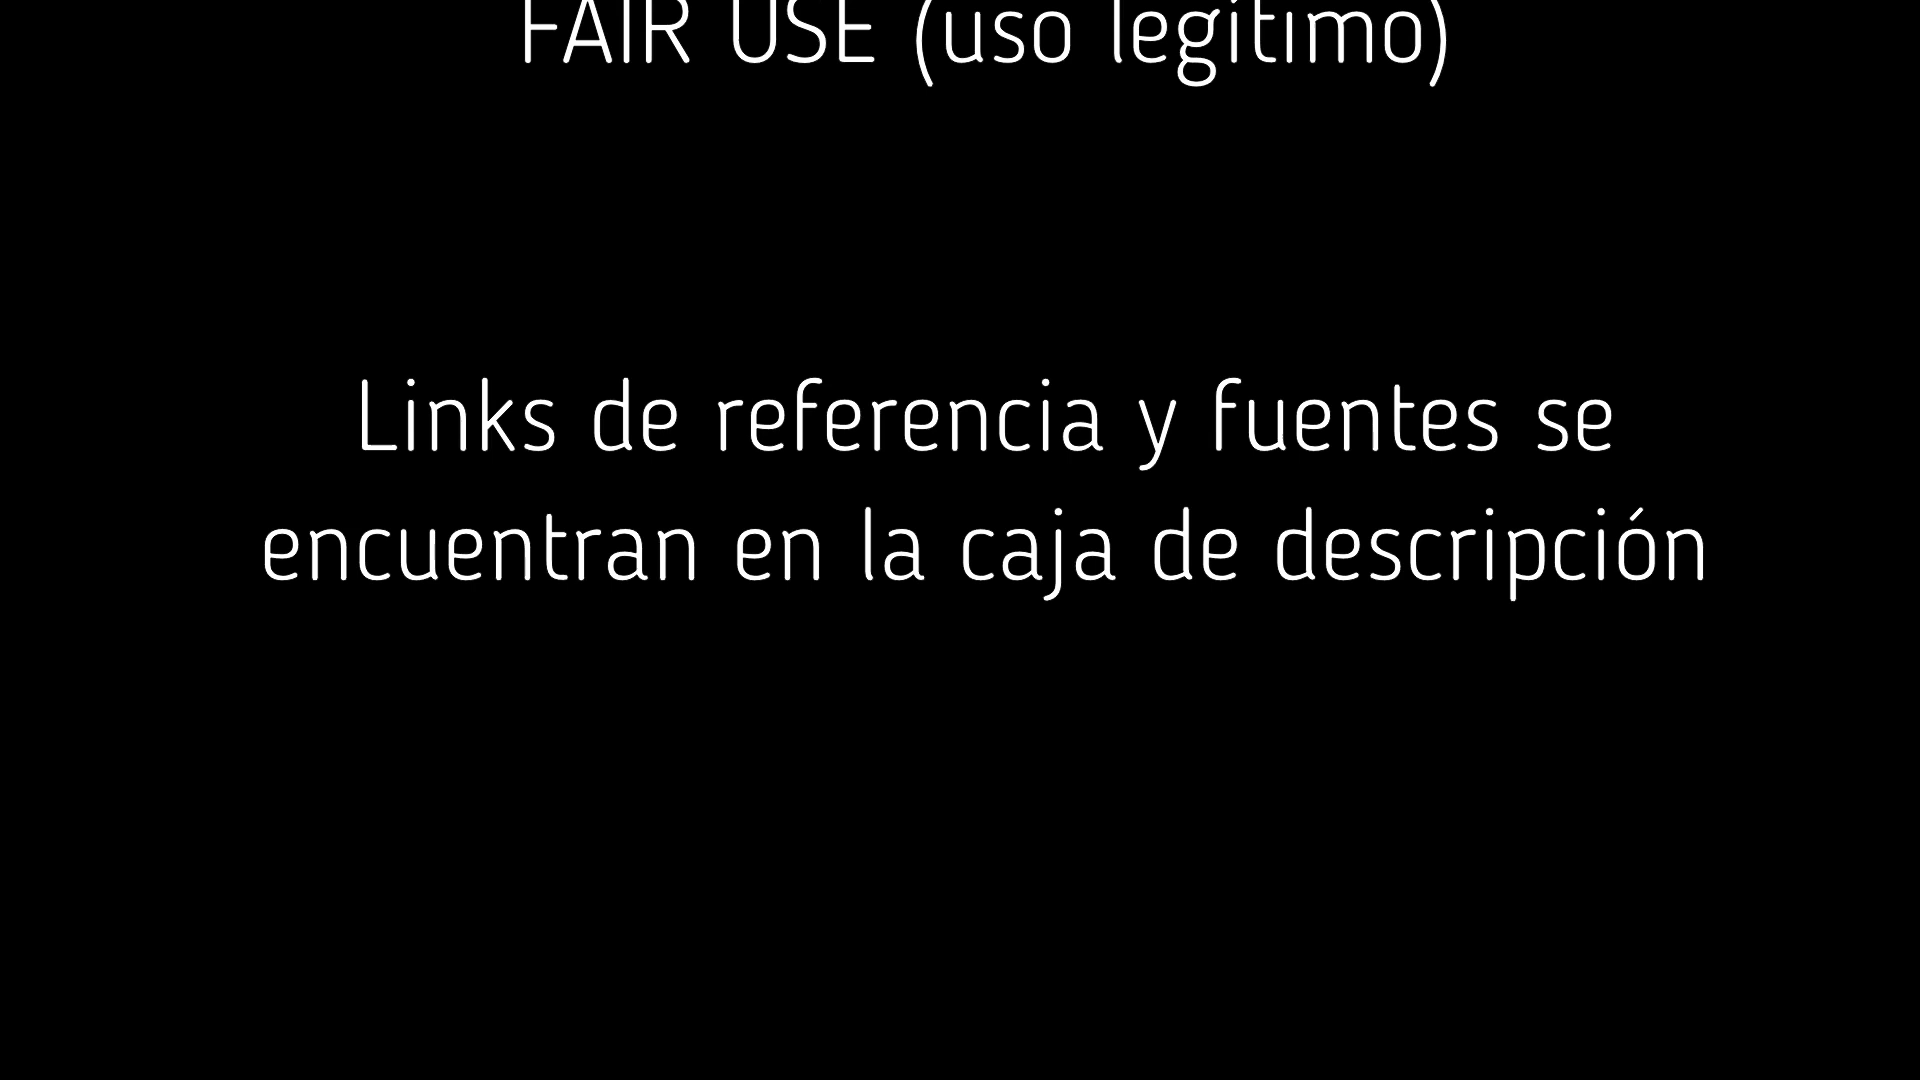 FAIR USE (uso legítimo)
Links de referencia y fuentes se
encuentran en la caja de descripción